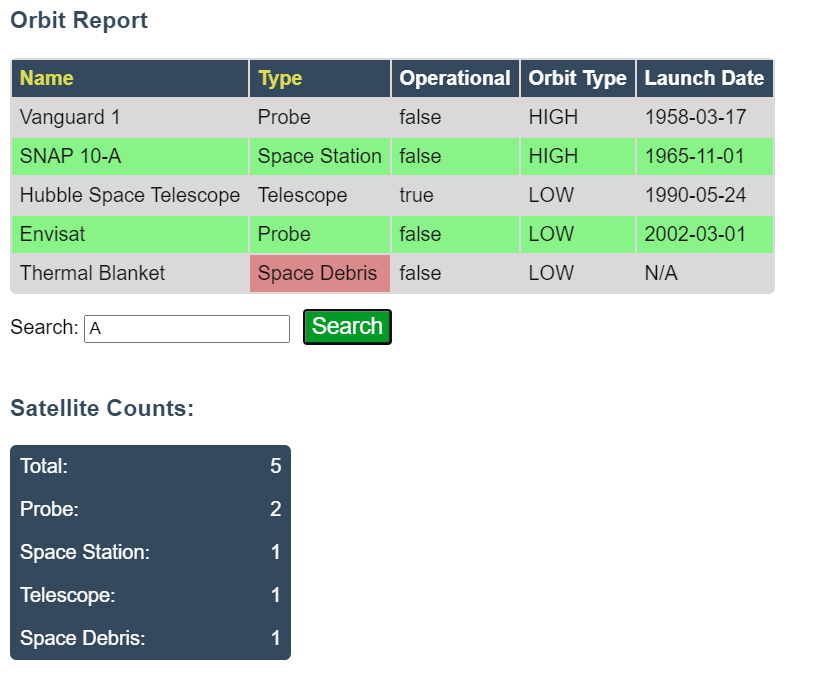 Orbit Report
Name Type Operational Orbit Type Launch Date
Vanguard 1 Probe false HIGH 1958-03-17
SNAP 10-A Space Station false HIGH 1965-11-01
Hubble Space Telescope Telescope true LOW 1990-05-24
Envisat Probe false LOW 2002-03-01
Thermal Blanket Space Debris false LOW N/A
Search: A Search
Satellite Counts:
Total: 5
Probe: 2
Space Station: 1
Telescope: 1
Space Debris: 1